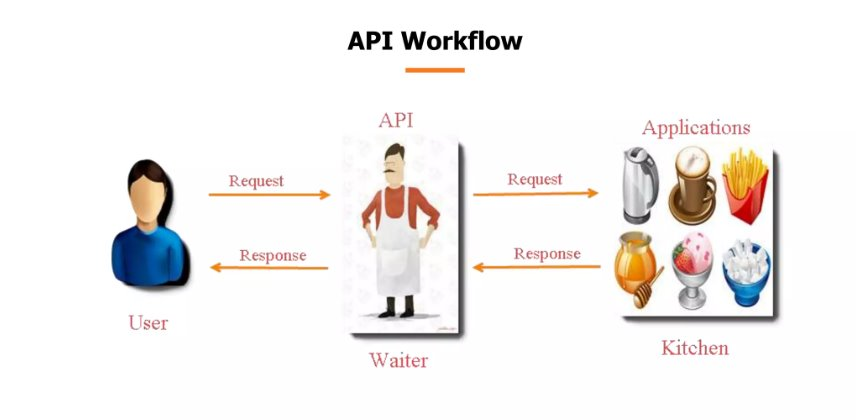 API Workflow
API
Applications
Request
Request
Response
Response
User
Waiter
Kitchen